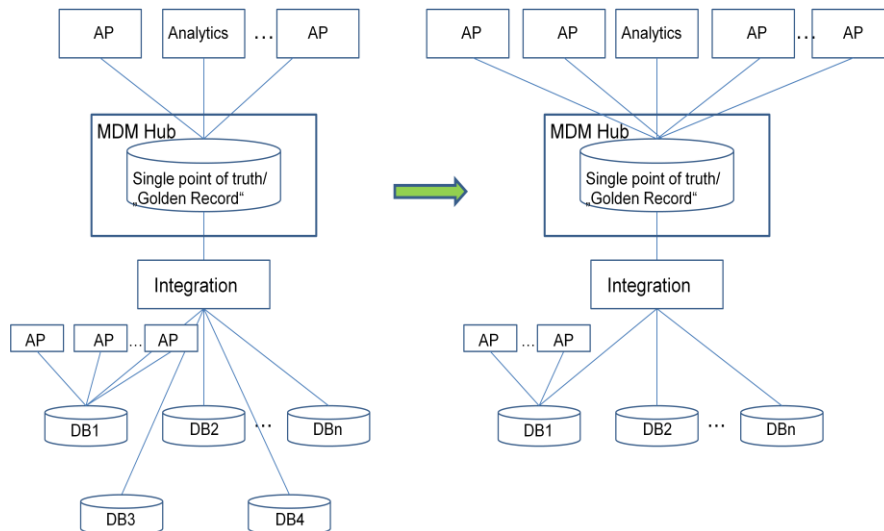 AP
Analytics
...
AP
MDM Hub
Single point of truth/
„Golden Record“
Integration
AP
AP
...
AP
DB1
DB2
...
DBn
DB3
DB4
AP
AP
Analytics
AP
...
AP
MDM Hub
Single point of truth/
„Golden Record“
Integration
AP
...
AP
DB1
DB2
...
DBn